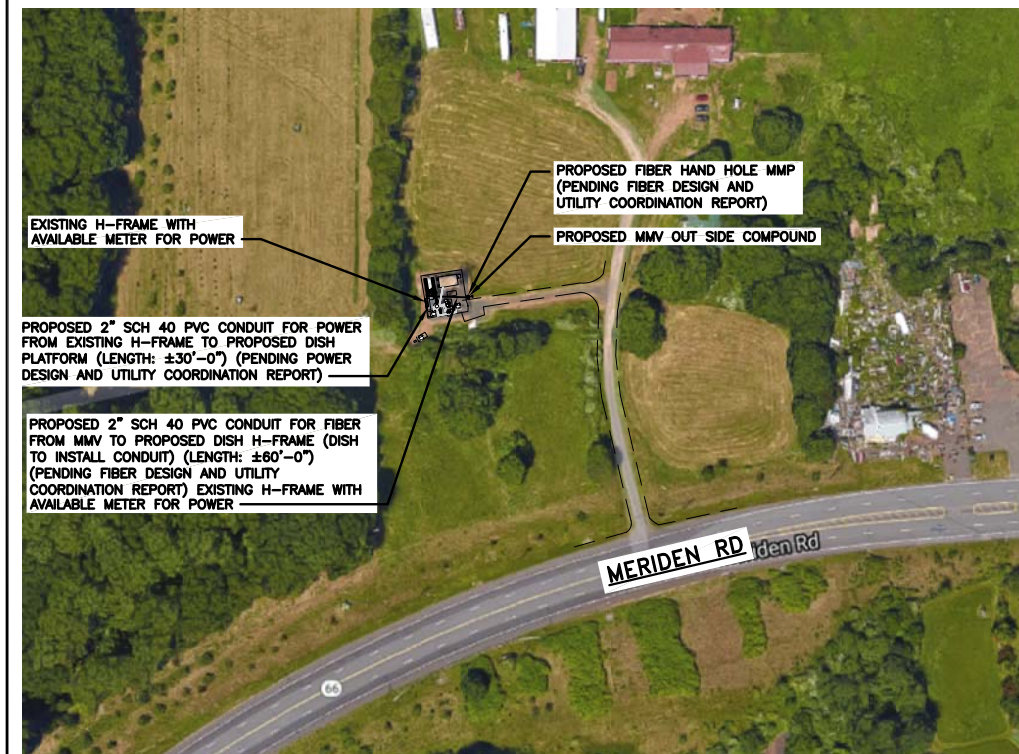 PROPOSED FIBER HAND HOLE MMP
(PENDING FIBER DESIGN AND
UTILITY COORDINATION REPORT)
EXISTING H-FRAME WITH
AVAILABLE METER FOR POWER
PROPOSED MMV OUT SIDE COMPOUND
PROPOSED 2" SCH 40 PVC CONDUIT FOR POWER
FROM EXISTING H-FRAME TO PROPOSED DISH
PLATFORM (LENGTH: ±30'-0") (PENDING POWER
DESIGN AND UTILITY COORDINATION REPORT)
PROPOSED 2" SCH 40 PVC CONDUIT FOR FIBER
FROM MMV TO PROPOSED DISH H-FRAME (DISH
TO INSTALL CONDUIT) (LENGTH: ±60'-0")
(PENDING FIBER DESIGN AND UTILITY
COORDINATION REPORT) EXISTING H-FRAME WITH
AVAILABLE METER FOR POWER
MERIDEN RD
iden Rd
66